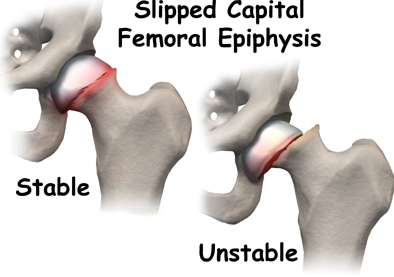 Slipped Capital
Femoral Epiphysis
Stable
Unstable